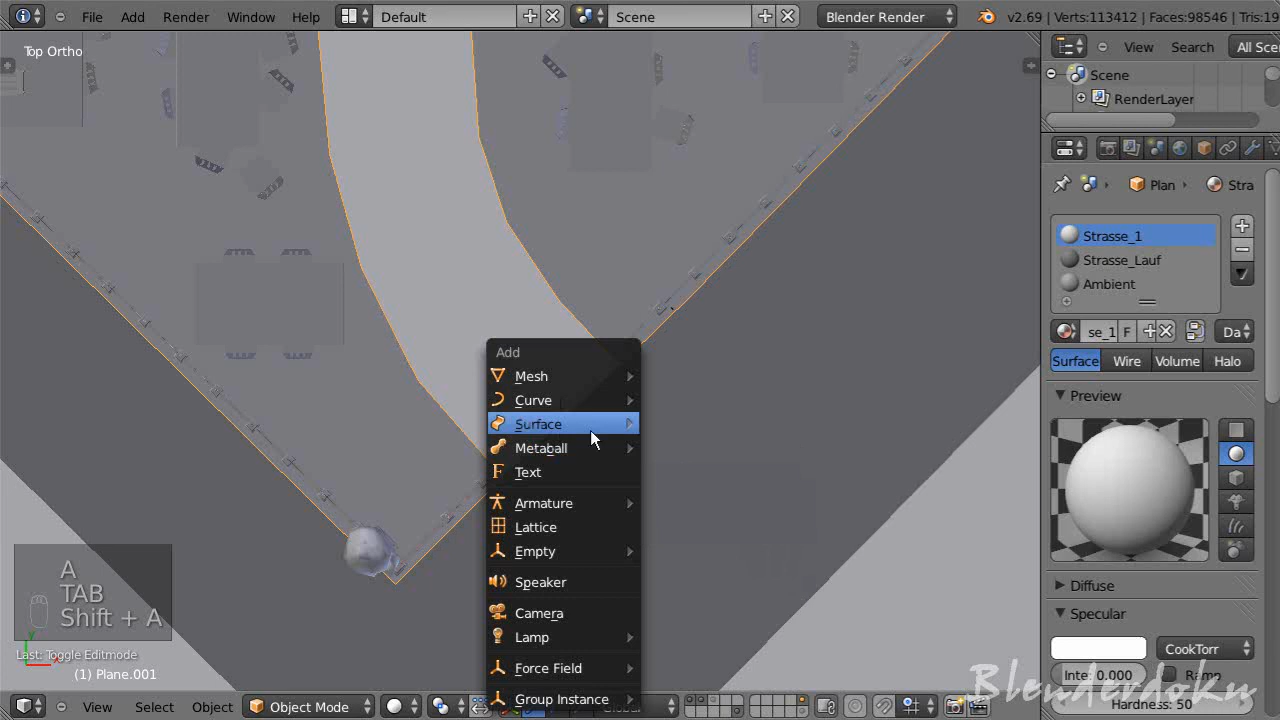 File Add Render Window Help Default Scene Blender Render v2.69 | Verts:113412 | Faces:98546 | Tris:19
Top Ortho
View Search All Sce
Scene
RenderLayer
Plan Stra
Strasse_1
Strasse_Lauf
Ambient
se_1 F Da
Surface Wire Volume Halo
Preview
Diffuse
Specular
CookTorr
Inte: 0.000 Ramp
Hardness: 50
Add
Mesh
Curve
Surface
Metaball
Text
Armature
Lattice
Empty
Speaker
Camera
Lamp
Force Field
Group Instance
A
TAB
Shift + A
y
x
Last: Toggle Editmode
(1) Plane.001
View Select Object Object Mode Global
Blenderdoku